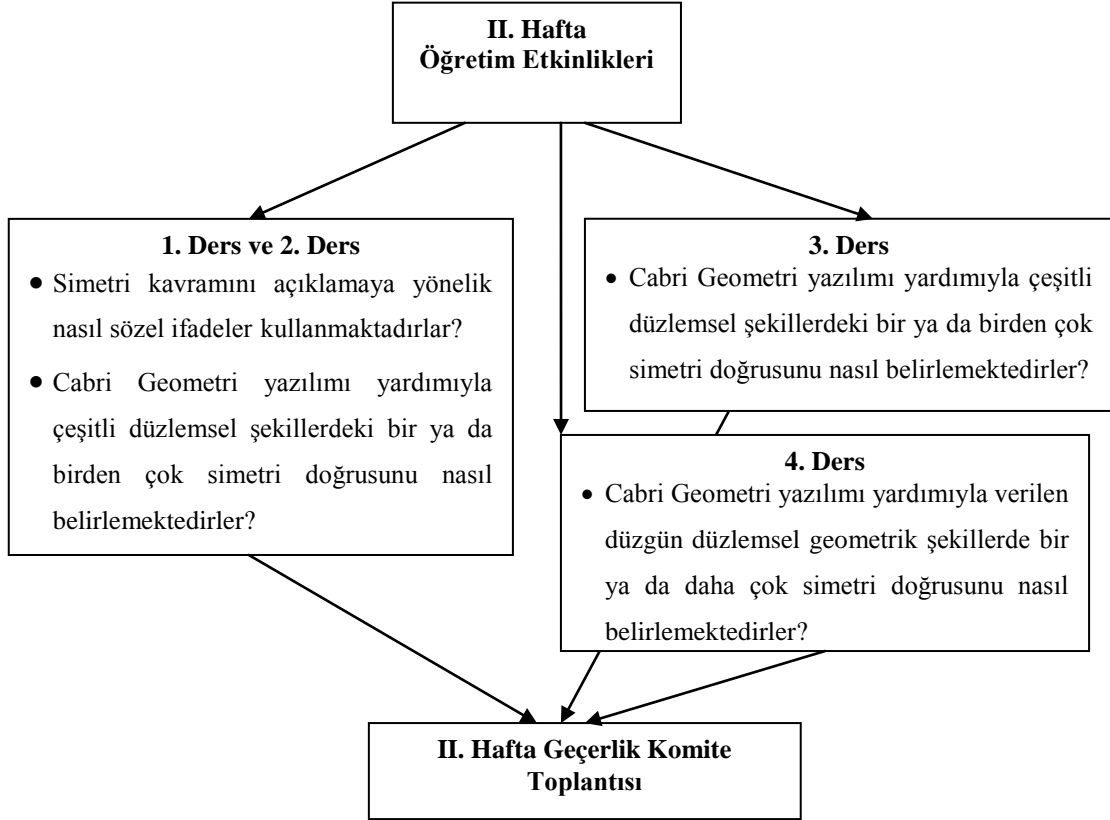 II. Hafta
Öğretim Etkinlikleri
1. Ders ve 2. Ders
• Simetri kavramını açıklamaya yönelik
nasıl sözel ifadeler kullanmaktadırlar?
• Cabri Geometri yazılımı yardımıyla
çeşitli düzlemsel şekillerdeki bir ya da
birden çok simetri doğrusunu nasıl
belirlemektedirler?
3. Ders
• Cabri Geometri yazılımı yardımıyla çeşitli
düzlemsel şekillerdeki bir ya da birden çok
simetri doğrusunu nasıl belirlemektedirler?
4. Ders
• Cabri Geometri yazılımı yardımıyla verilen
düzgün düzlemsel geometrik şekillerde bir
ya da daha çok simetri doğrusunu nasıl
belirlemektedirler?
II. Hafta Geçerlik Komite
Toplantısı